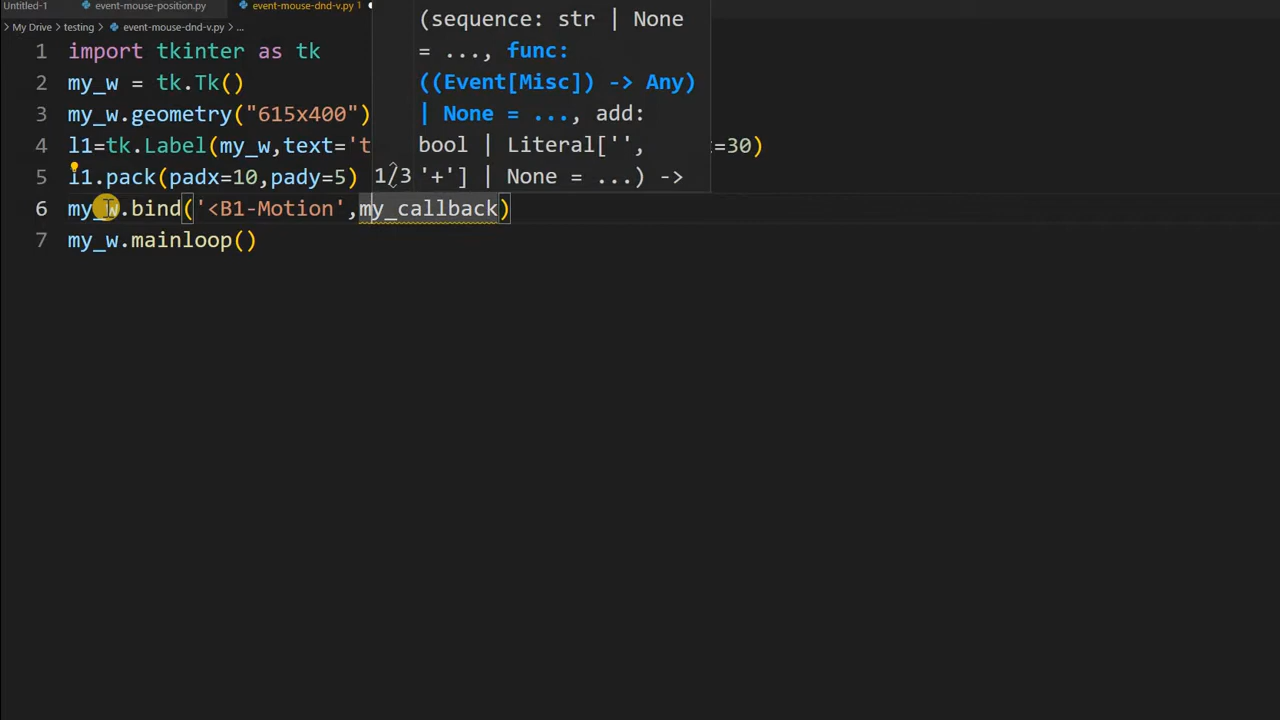 Untitled-1 event-mouse-position.py event-mouse-dnd-v.py 1
> My Drive > testing > event-mouse-dnd-v.py > ...
(sequence: str | None
= ..., func:
((Event[Misc]) -> Any)
| None = ..., add:
bool | Literal['',
1/3 '+'] | None = ...) ->
1 import tkinter as tk
2 my_w = tk.Tk()
3 my_w.geometry("615x400")
4 l1=tk.Label(my_w,text='t =30)
5 l1.pack(padx=10,pady=5)
6 my_w.bind('<B1-Motion',my_callback)
7 my_w.mainloop()